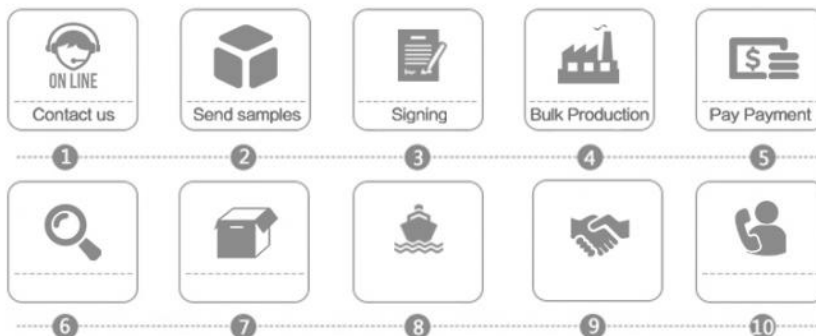 ON LINE
Contact us
Send samples
Signing
Bulk Production
Pay Payment
1
2
3
4
5
6
7
8
9
10